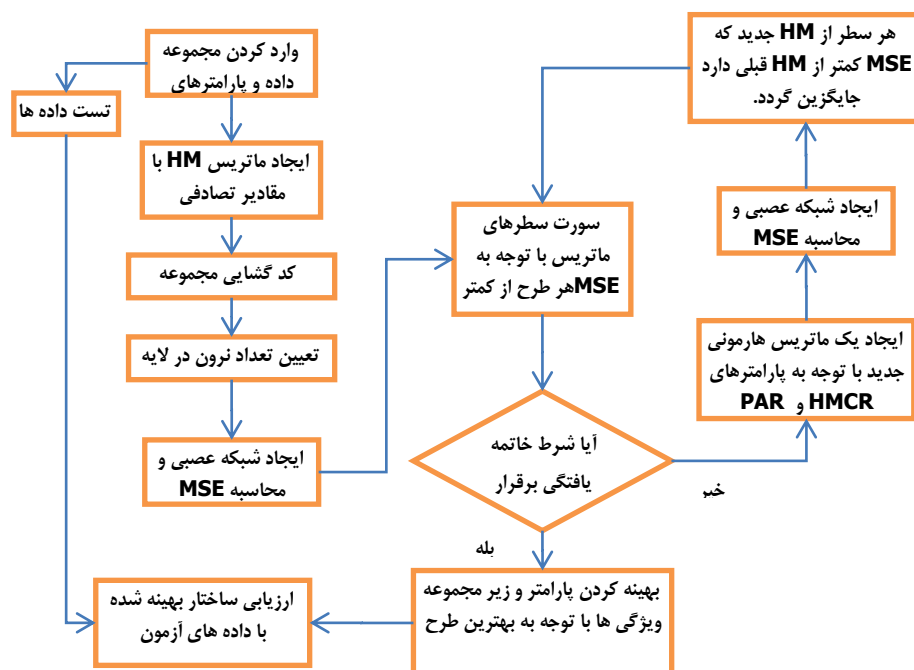 وارد کردن مجموعه
داده و پارامترهای
تست داده ها
ایجاد ماتریس HM با
مقادیر تصادفی
کد گشایی مجموعه
تعیین تعداد نرون در لایه
ایجاد شبکه عصبی و
محاسبه MSE
سورت سطرهای
ماتریس با توجه به
MSEهر طرح از کمتر
آیا شرط خاتمه
یافتگی برقرار
خیر
ایجاد یک ماتریس هارمونی
جدید با توجه به پارامترهای
HMCR و PAR
ایجاد شبکه عصبی و
محاسبه MSE
هر سطر از HM جدید که
MSE کمتر از HM قبلی دارد
جایگزین گردد.
بله
بهینه کردن پارامتر و زیر مجموعه
ویژگی ها با توجه به بهترین طرح
ارزیابی ساختار بهینه شده
با داده های آزمون